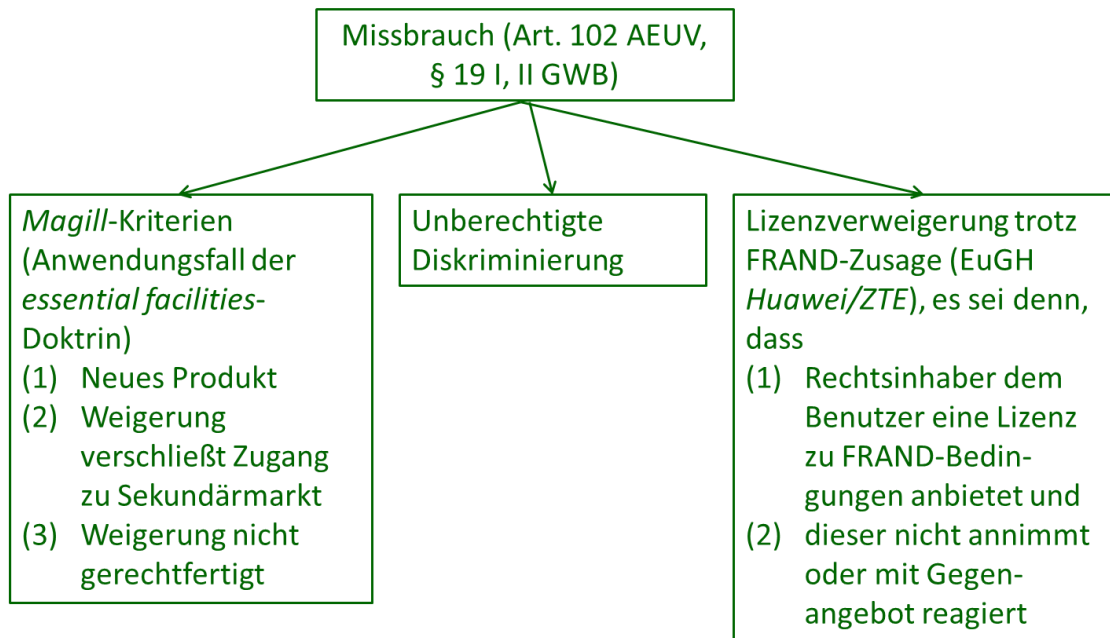 Missbrauch (Art. 102 AEUV,
§ 19 I, II GWB)
Magill-Kriterien
(Anwendungsfall der
essential facilities-
Doktrin)
(1) Neues Produkt
(2) Weigerung
verschließt Zugang
zu Sekundärmarkt
(3) Weigerung nicht
gerechtfertigt
Unberechtigte
Diskriminierung
Lizenzverweigerung trotz
FRAND-Zusage (EuGH
Huawei/ZTE), es sei denn,
dass
(1) Rechtsinhaber dem
Benutzer eine Lizenz
zu FRAND-Bedin-
gungen anbietet und
(2) dieser nicht annimmt
oder mit Gegen-
angebot reagiert